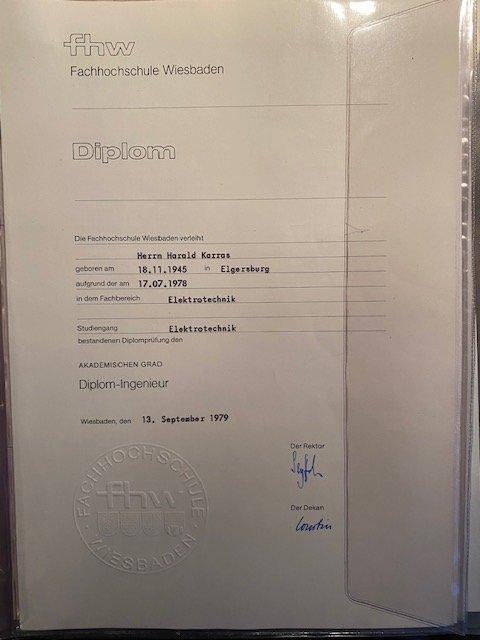 fhw
Fachhochschule Wiesbaden
Diplom
Die Fachhochschule Wiesbaden verleiht
Herrn Harald Karras
geboren am 18.11.1945 in Elgersburg
aufgrund der am 17.07.1978
in dem Fachbereich Elektrotechnik
Studiengang Elektrotechnik
bestandenen Diplomprüfung den
AKADEMISCHEN GRAD
Diplom-Ingenieur
Wiesbaden, den 13. September 1979
Der Rektor
Der Dekan
FACHHOCHSCHULE
fhw
WIESBADEN